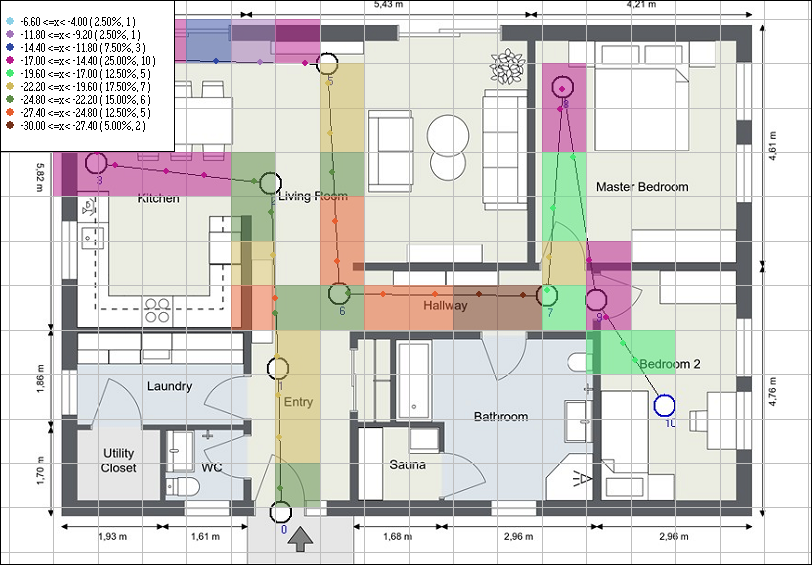 5,43 m
4,21 m
-6.60 <=x< -4.00 ( 2.50%, 1 )
-11.80 <=x< -9.20 ( 2.50%, 1 )
-14.40 <=x< -11.80 ( 7.50%, 3 )
-17.00 <=x< -14.40 ( 25.00%, 10 )
-19.60 <=x< -17.00 ( 12.50%, 5 )
-22.20 <=x< -19.60 ( 17.50%, 7 )
-24.80 <=x< -22.20 ( 15.00%, 6 )
-27.40 <=x< -24.80 ( 12.50%, 5 )
-30.00 <=x< -27.40 ( 5.00%, 2 )
8
4,61 m
5,82 m
3
Kitchen
Living Room
Master Bedroom
6
Hallway
7
9
Bedroom 2
1,86 m
Laundry
1
Entry
Bathroom
10
4,76 m
1,70 m
Utility
Closet
WC
Sauna
0
1,93 m
1,61 m
1,68 m
2,96 m
2,96 m